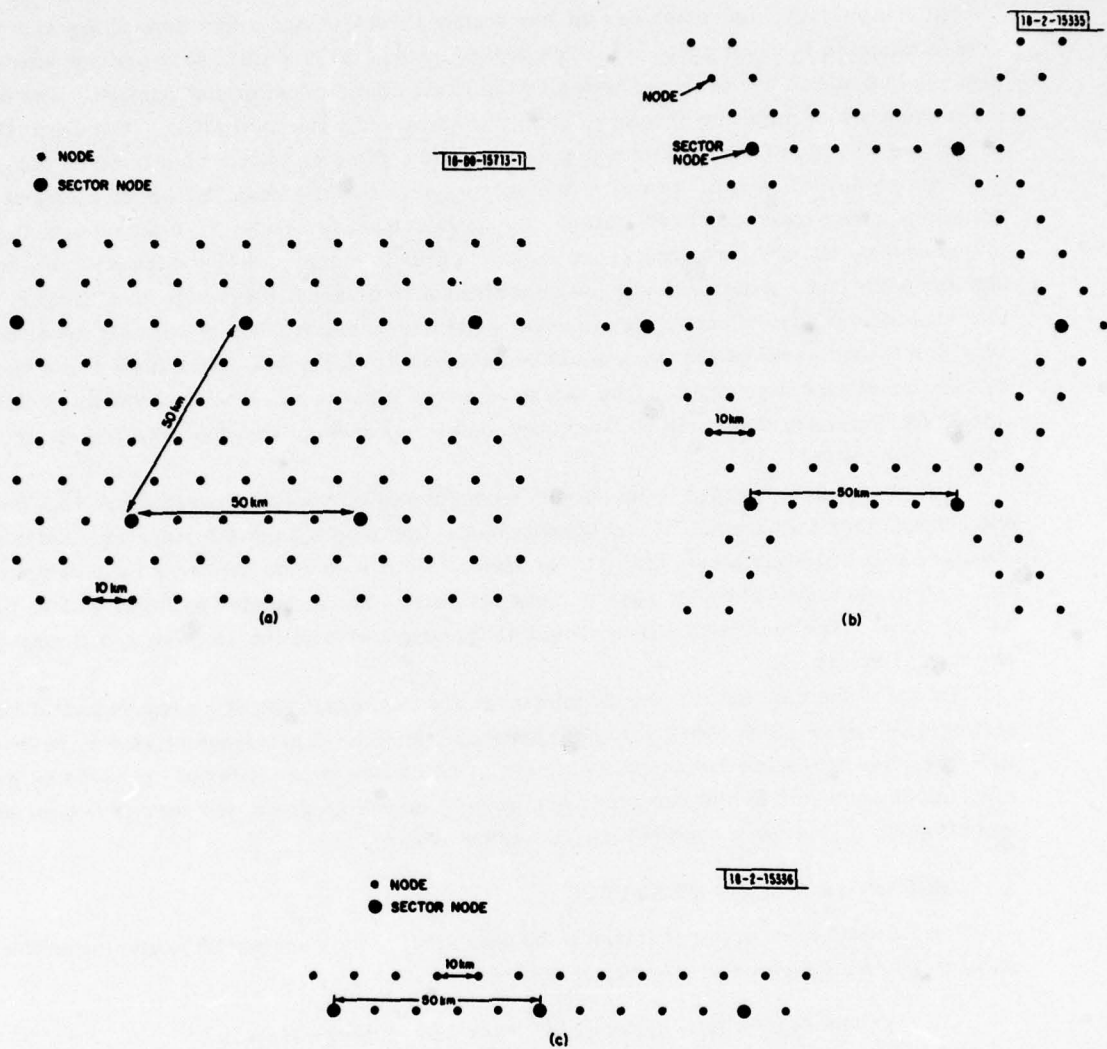 18-2-15335
NODE
NODE
SECTOR NODE
18-DD-15713-1
SECTOR
NODE
50 km
50 km
10 km
(a)
10 km
50 km
(b)
NODE
SECTOR NODE
18-2-15336
10 km
50 km
(c)